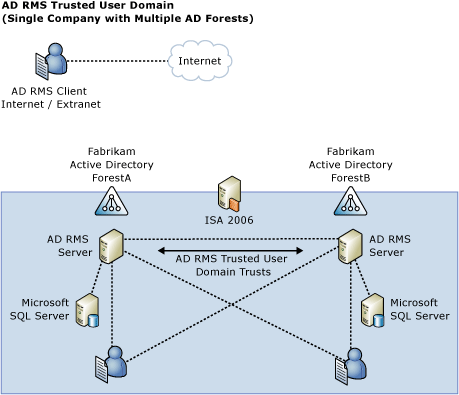 AD RMS Trusted User Domain
(Single Company with Multiple AD Forests)
Internet
AD RMS Client
Internet / Extranet
Fabrikam
Active Directory
ForestA
Fabrikam
Active Directory
ForestB
ISA 2006
AD RMS
Server
AD RMS Trusted User
Domain Trusts
AD RMS
Server
Microsoft
SQL Server
Microsoft
SQL Server